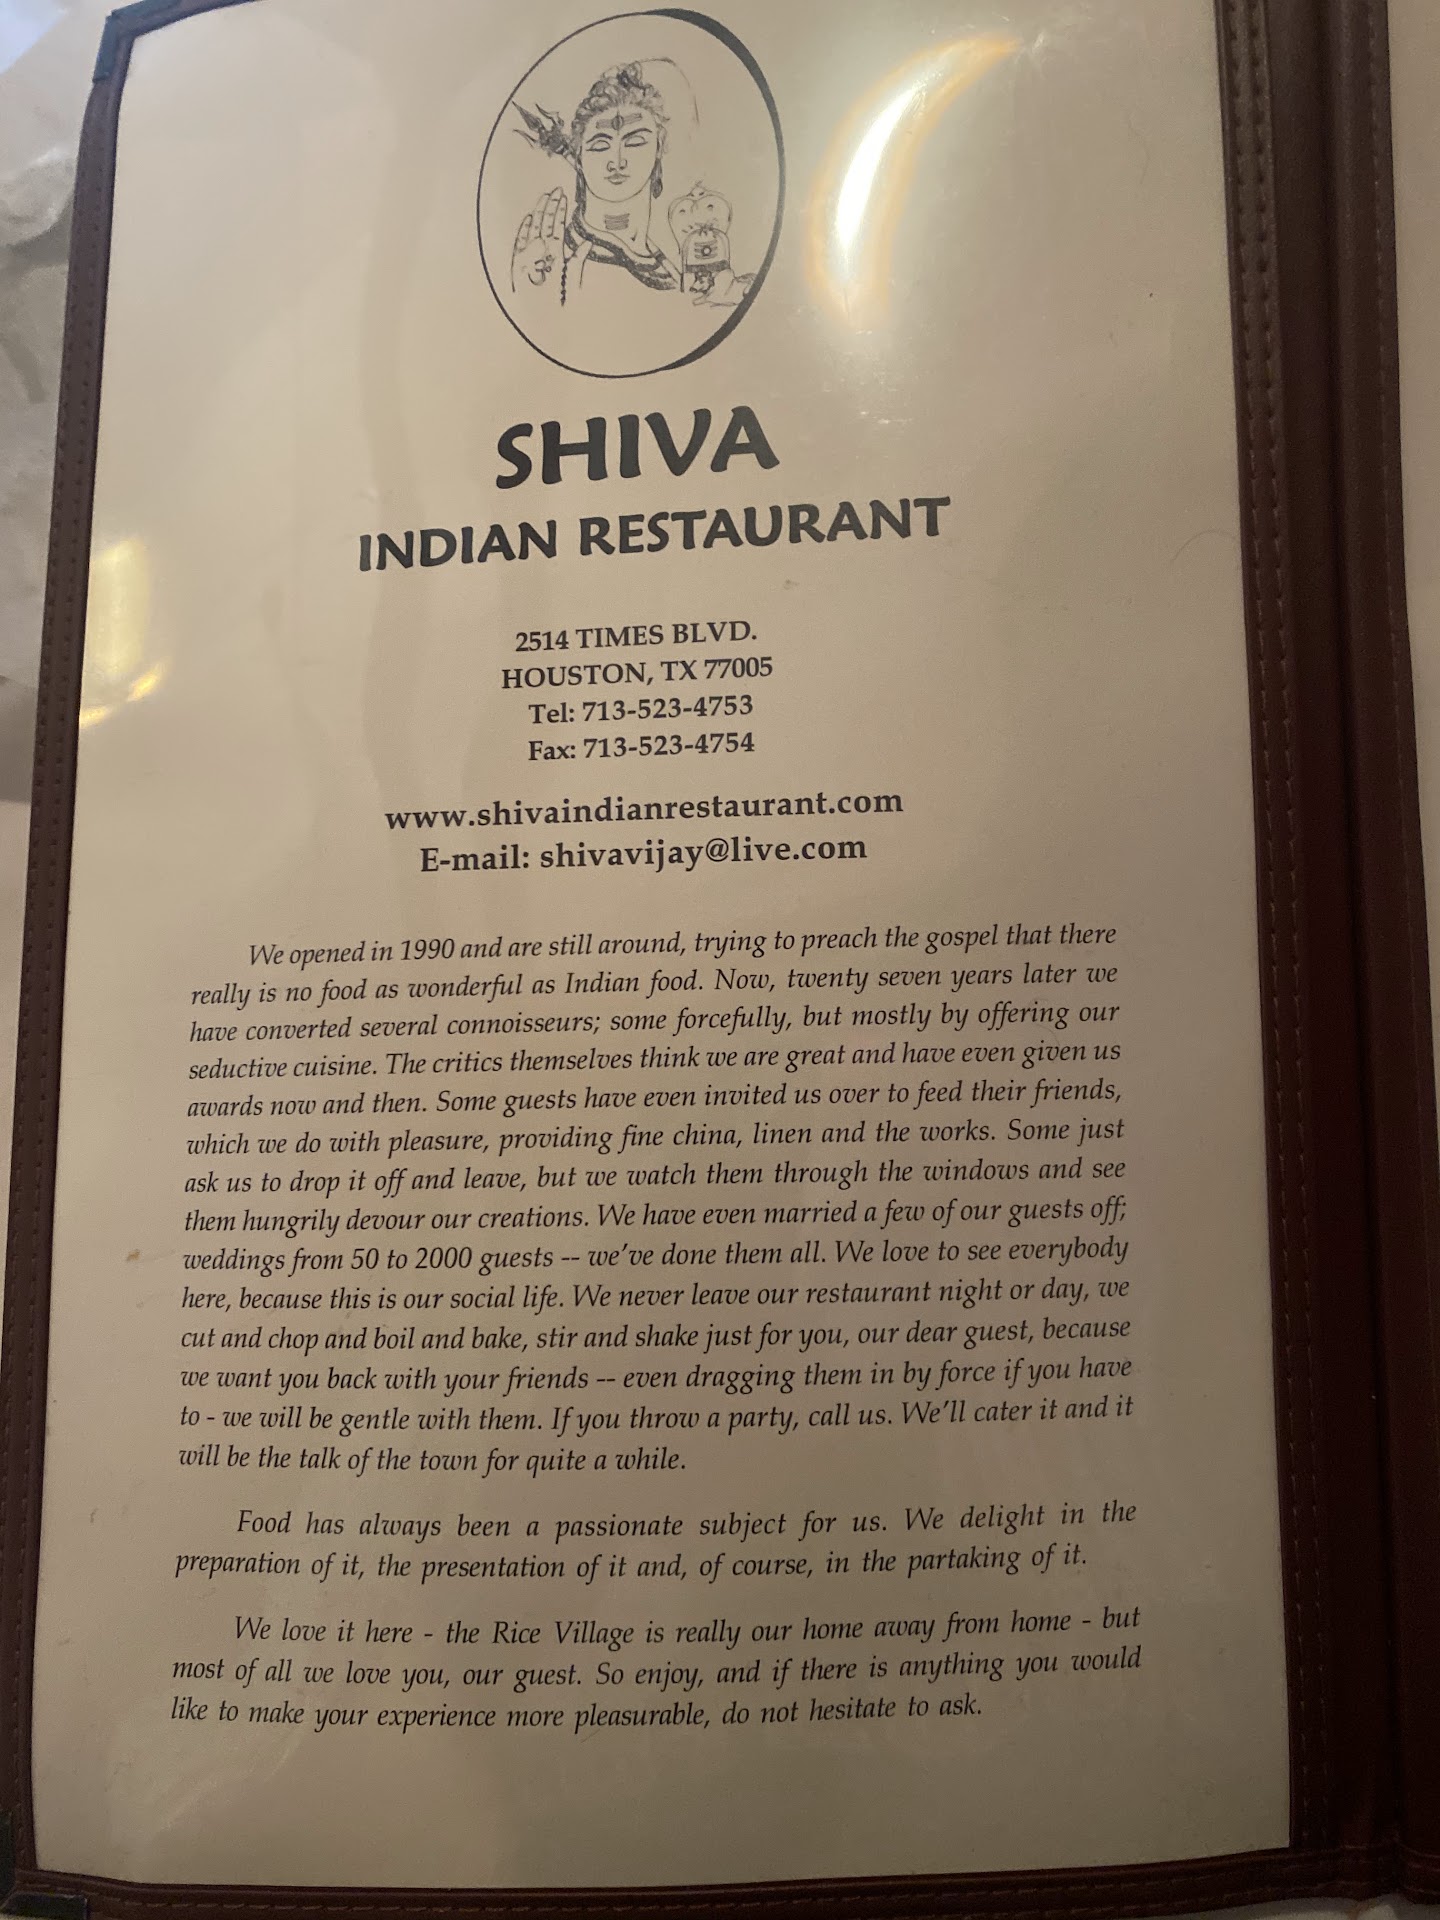 ॐ
SHIVA
INDIAN RESTAURANT
2514 TIMES BLVD.
HOUSTON, TX 77005
Tel: 713-523-4753
Fax: 713-523-4754
www.shivaindianrestaurant.com
E-mail: shivavijay@live.com
We opened in 1990 and are still around, trying to preach the gospel that there
really is no food as wonderful as Indian food. Now, twenty seven years later we
have converted several connoisseurs; some forcefully, but mostly by offering our
seductive cuisine. The critics themselves think we are great and have even given us
awards now and then. Some guests have even invited us over to feed their friends,
which we do with pleasure, providing fine china, linen and the works. Some just
ask us to drop it off and leave, but we watch them through the windows and see
them hungrily devour our creations. We have even married a few of our guests off;
weddings from 50 to 2000 guests -- we've done them all. We love to see everybody
here, because this is our social life. We never leave our restaurant night or day, we
cut and chop and boil and bake, stir and shake just for you, our dear guest, because
we want you back with your friends -- even dragging them in by force if you have
to - we will be gentle with them. If you throw a party, call us. We'll cater it and it
will be the talk of the town for quite a while.
Food has always been a passionate subject for us. We delight in the
preparation of it, the presentation of it and, of course, in the partaking of it.
We love it here - the Rice Village is really our home away from home - but
most of all we love you, our guest. So enjoy, and if there is anything you would
like to make your experience more pleasurable, do not hesitate to ask.